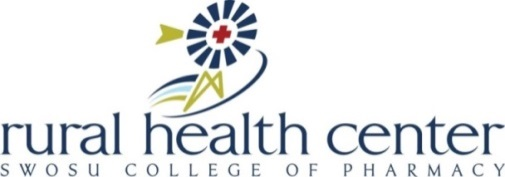 rural health center
SWOSU COLLEGE OF PHARMACY